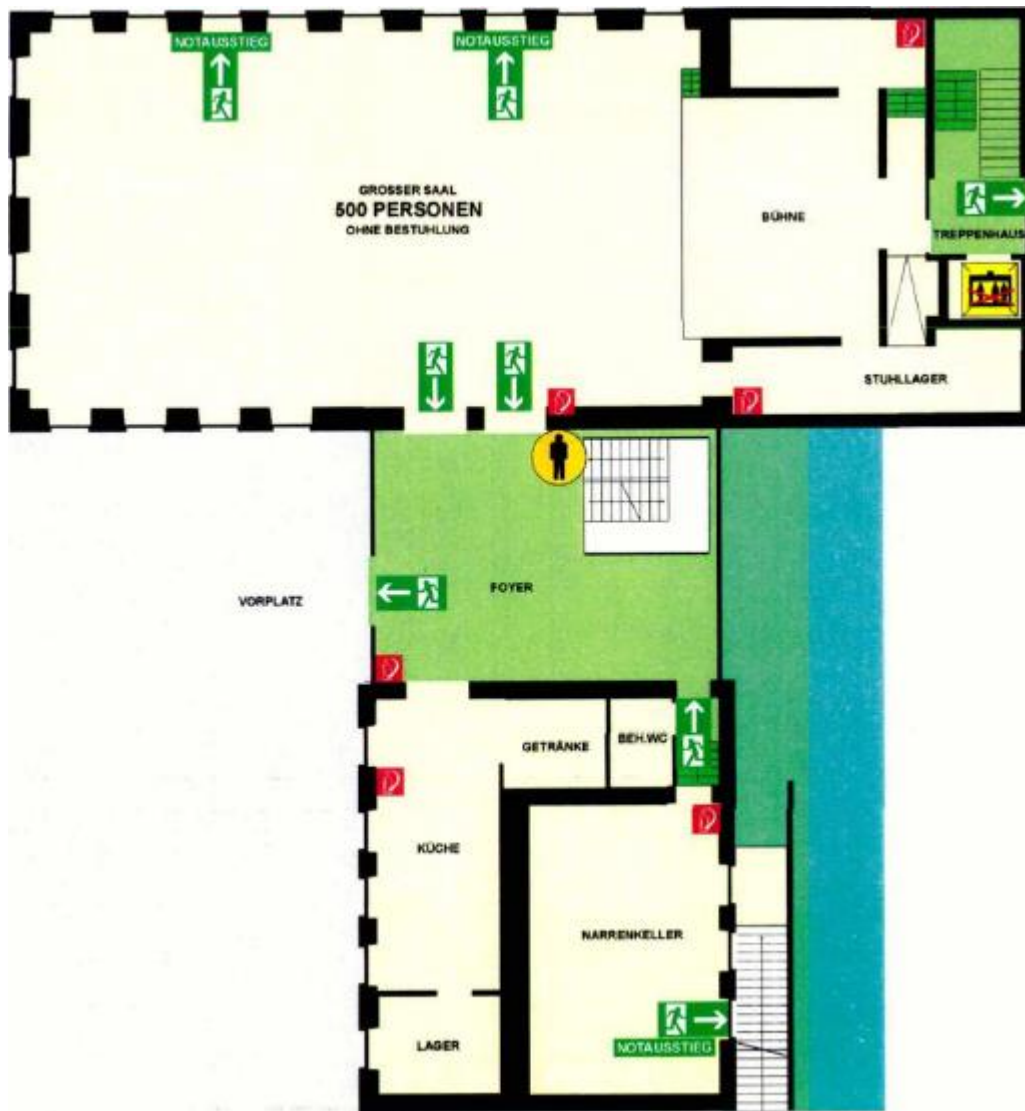 NOTAUSSTIEG
NOTAUSSTIEG
GROSSER SAAL
500 PERSONEN
OHNE BESTUHLUNG
BÜHNE
TREPPENHAUS
STUHLLAGER
VORPLATZ
FOYER
GETRÄNKE
BEH.WC
KÜCHE
NARRENKELLER
LAGER
NOTAUSSTIEG